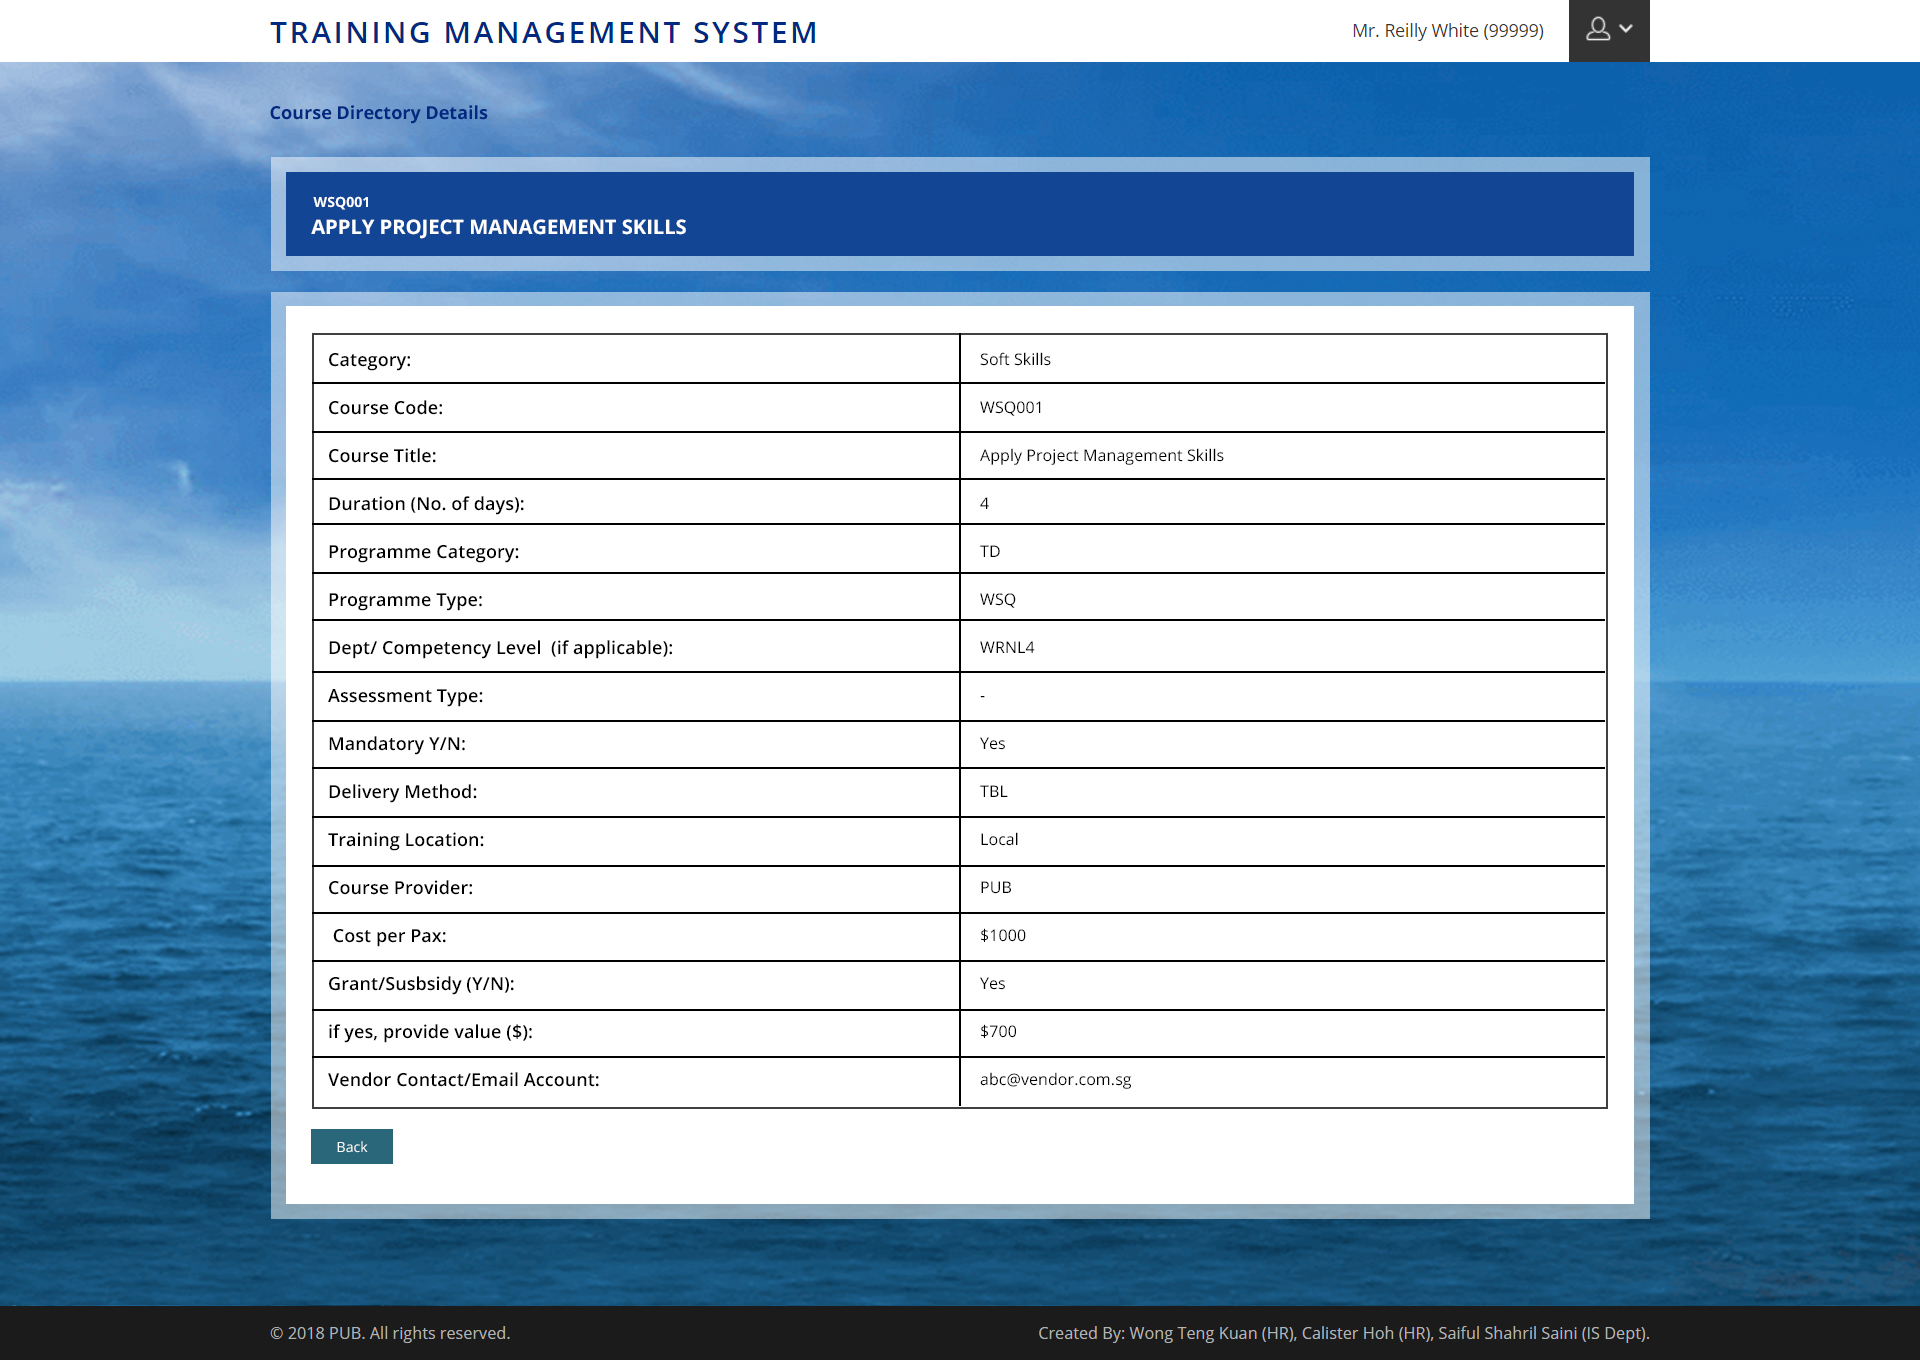 TRAINING MANAGEMENT SYSTEM
Mr. Reilly White (99999)
Course Directory Details
WSQ001
APPLY PROJECT MANAGEMENT SKILLS
Category: Soft Skills
Course Code: WSQ001
Course Title: Apply Project Management Skills
Duration (No. of days): 4
Programme Category: TD
Programme Type: WSQ
Dept/ Competency Level (if applicable): WRNL4
Assessment Type: -
Mandatory Y/N: Yes
Delivery Method: TBL
Training Location: Local
Course Provider: PUB
Cost per Pax: $1000
Grant/Susbsidy (Y/N): Yes
if yes, provide value ($): $700
Vendor Contact/Email Account: abc@vendor.com.sg
Back
© 2018 PUB. All rights reserved.
Created By: Wong Teng Kuan (HR), Calister Hoh (HR), Saiful Shahril Saini (IS Dept).